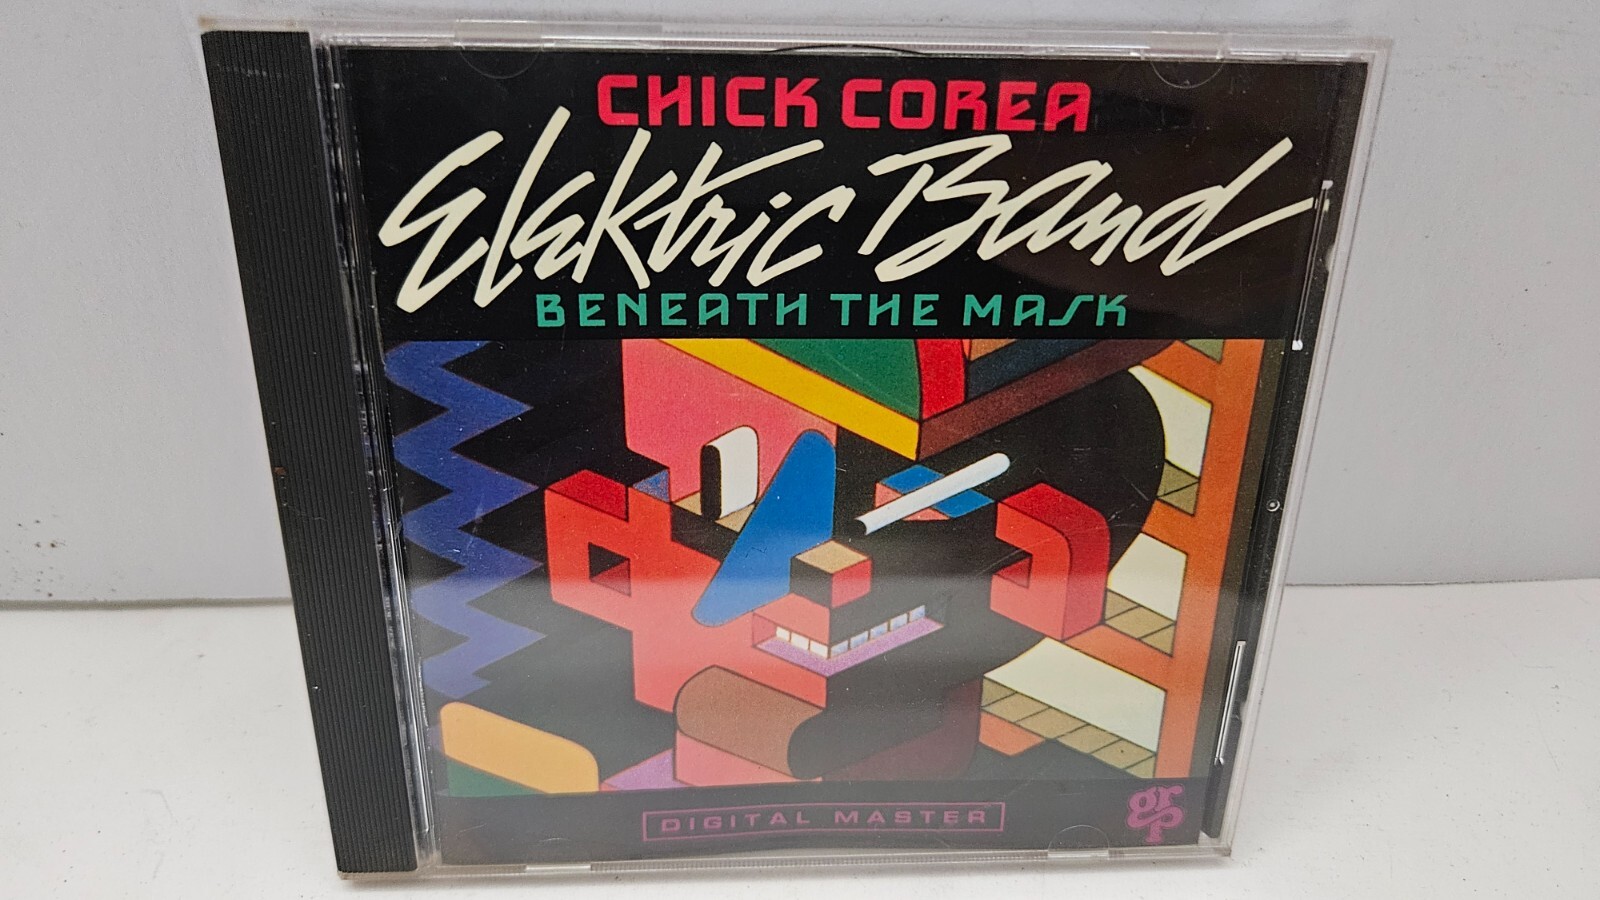 CHICK COREA
Elektric Band
BENEATH THE MASK
DIGITAL MASTER
grp